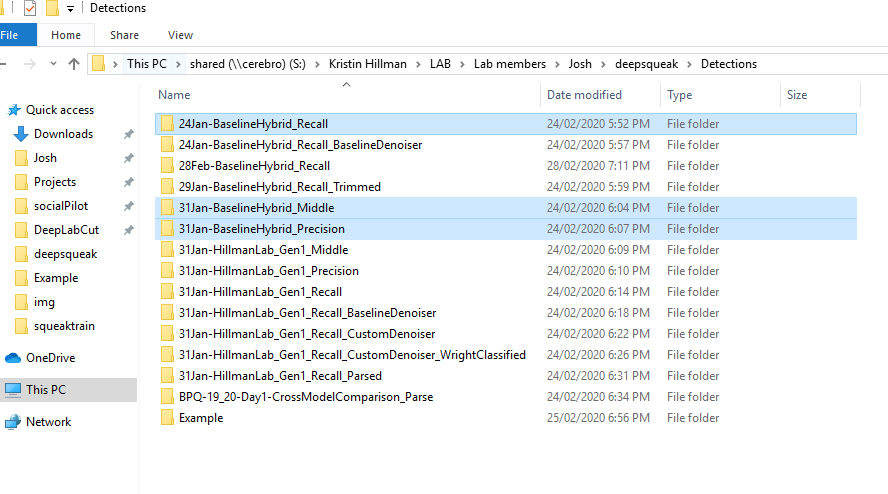 Detections
File Home Share View
This PC shared (\\cerebro) (S:) Kristin Hillman LAB Lab members Josh deepsqueak Detections
Name Date modified Type Size
Quick access
Downloads
Josh
Projects
socialPilot
DeepLabCut
deepsqueak
Example
img
squeaktrain
OneDrive
This PC
Network
24Jan-BaselineHybrid_Recall 24/02/2020 5:52 PM File folder
24Jan-BaselineHybrid_Recall_BaselineDenoiser 24/02/2020 5:57 PM File folder
28Feb-BaselineHybrid_Recall 28/02/2020 7:11 PM File folder
29Jan-BaselineHybrid_Recall_Trimmed 24/02/2020 5:59 PM File folder
31Jan-BaselineHybrid_Middle 24/02/2020 6:04 PM File folder
31Jan-BaselineHybrid_Precision 24/02/2020 6:07 PM File folder
31Jan-HillmanLab_Gen1_Middle 24/02/2020 6:09 PM File folder
31Jan-HillmanLab_Gen1_Precision 24/02/2020 6:10 PM File folder
31Jan-HillmanLab_Gen1_Recall 24/02/2020 6:14 PM File folder
31Jan-HillmanLab_Gen1_Recall_BaselineDenoiser 24/02/2020 6:18 PM File folder
31Jan-HillmanLab_Gen1_Recall_CustomDenoiser 24/02/2020 6:22 PM File folder
31Jan-HillmanLab_Gen1_Recall_CustomDenoiser_WrightClassified 24/02/2020 6:26 PM File folder
31Jan-HillmanLab_Gen1_Recall_Parsed 24/02/2020 6:31 PM File folder
BPQ-19_20-Day1-CrossModelComparison_Parse 24/02/2020 6:34 PM File folder
Example 25/02/2020 6:56 PM File folder